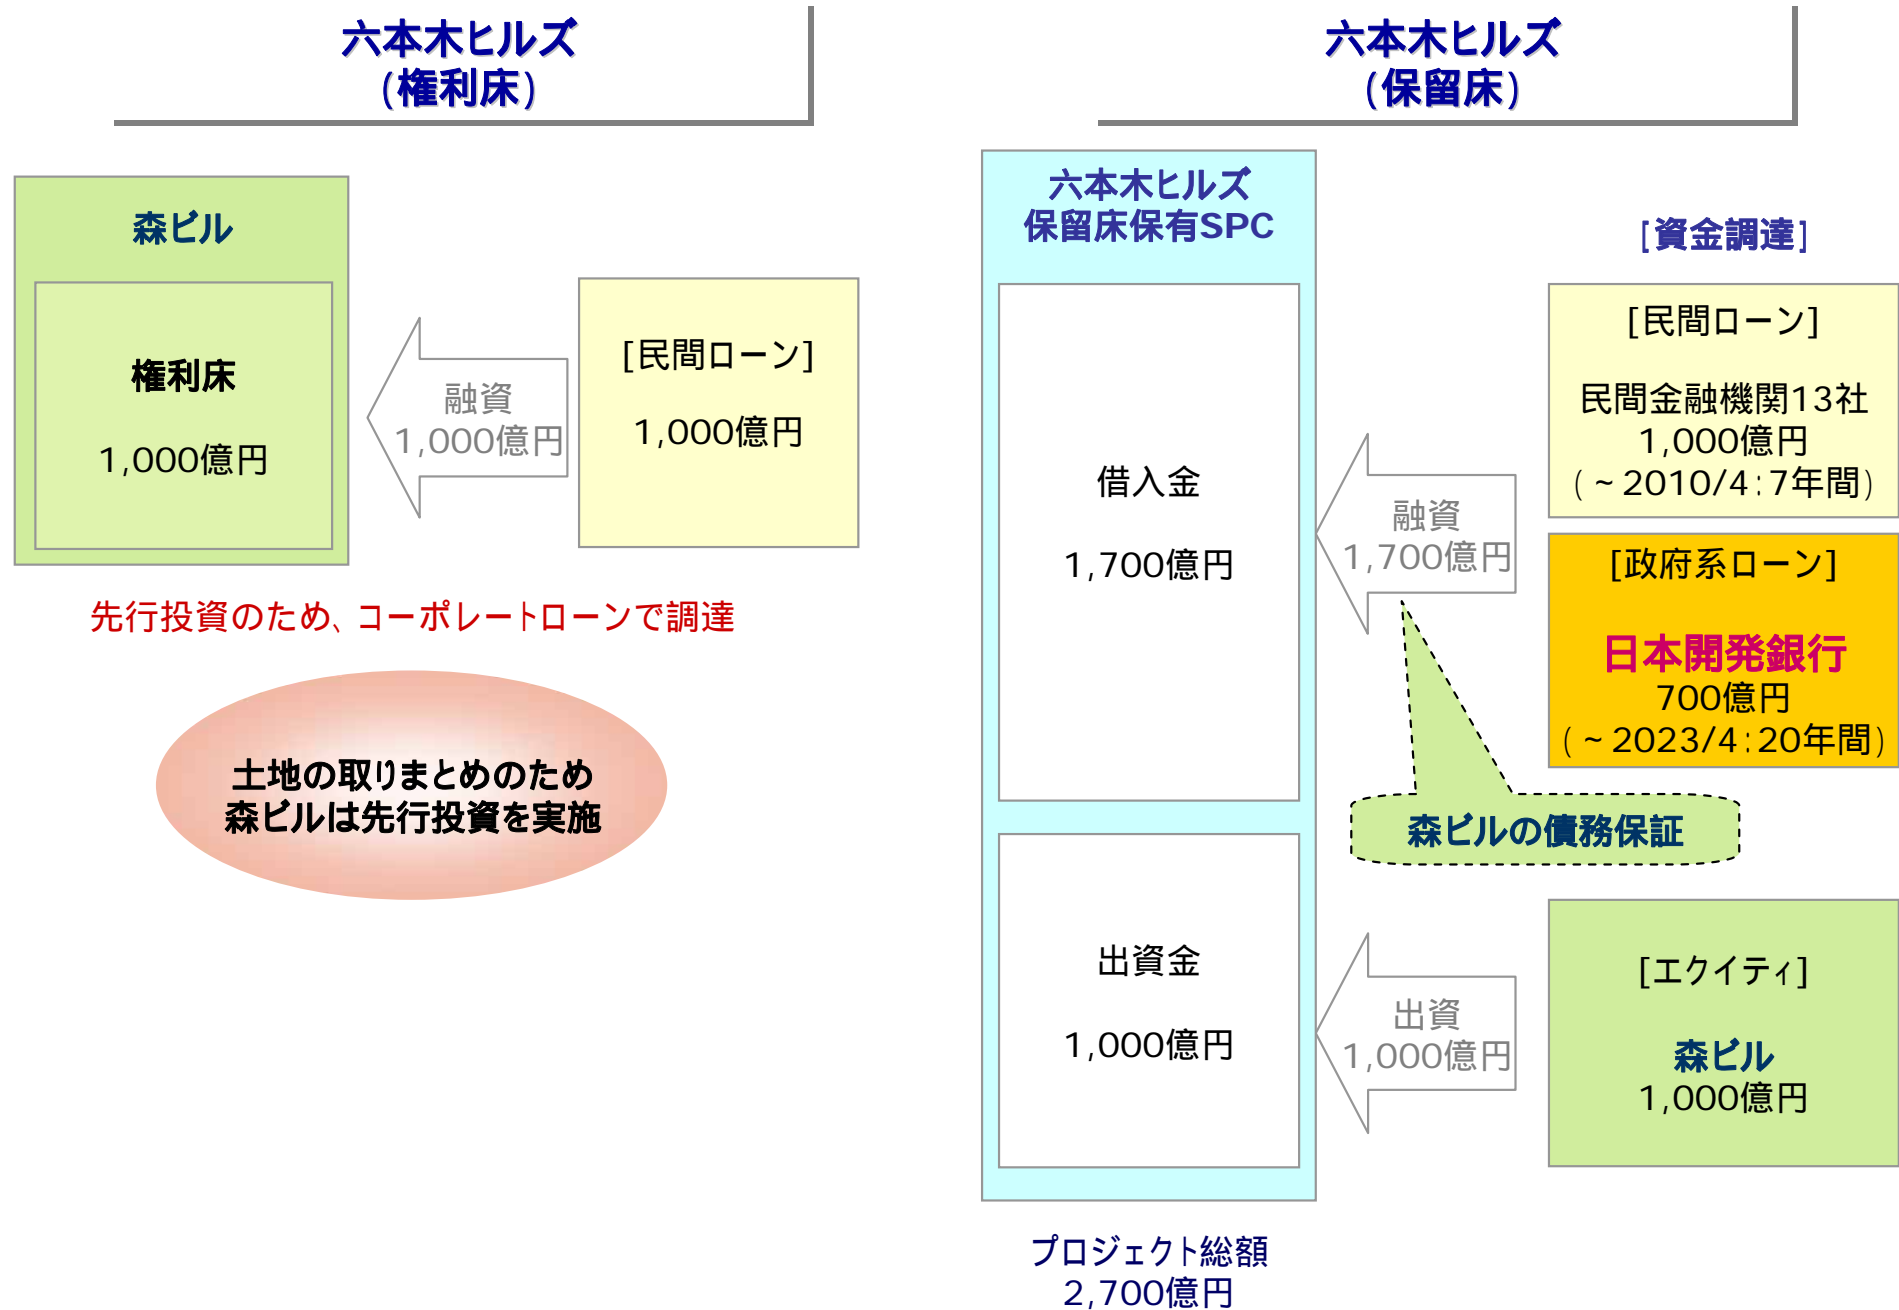 六本木ヒルズ
(権利床)
森ビル
権利床
1,000億円
融資
1,000億円
[民間ローン]
1,000億円
先行投資のため、コーポレートローンで調達
土地の取りまとめのため
森ビルは先行投資を実施
六本木ヒルズ
(保留床)
六本木ヒルズ
保留床保有SPC
借入金
1,700億円
出資金
1,000億円
プロジェクト総額
2,700億円
融資
1,700億円
森ビルの債務保証
出資
1,000億円
[資金調達]
[民間ローン]
民間金融機関13社
1,000億円
(~2010/4:7年間)
[政府系ローン]
日本開発銀行
700億円
(~2023/4:20年間)
[エクイティ]
森ビル
1,000億円